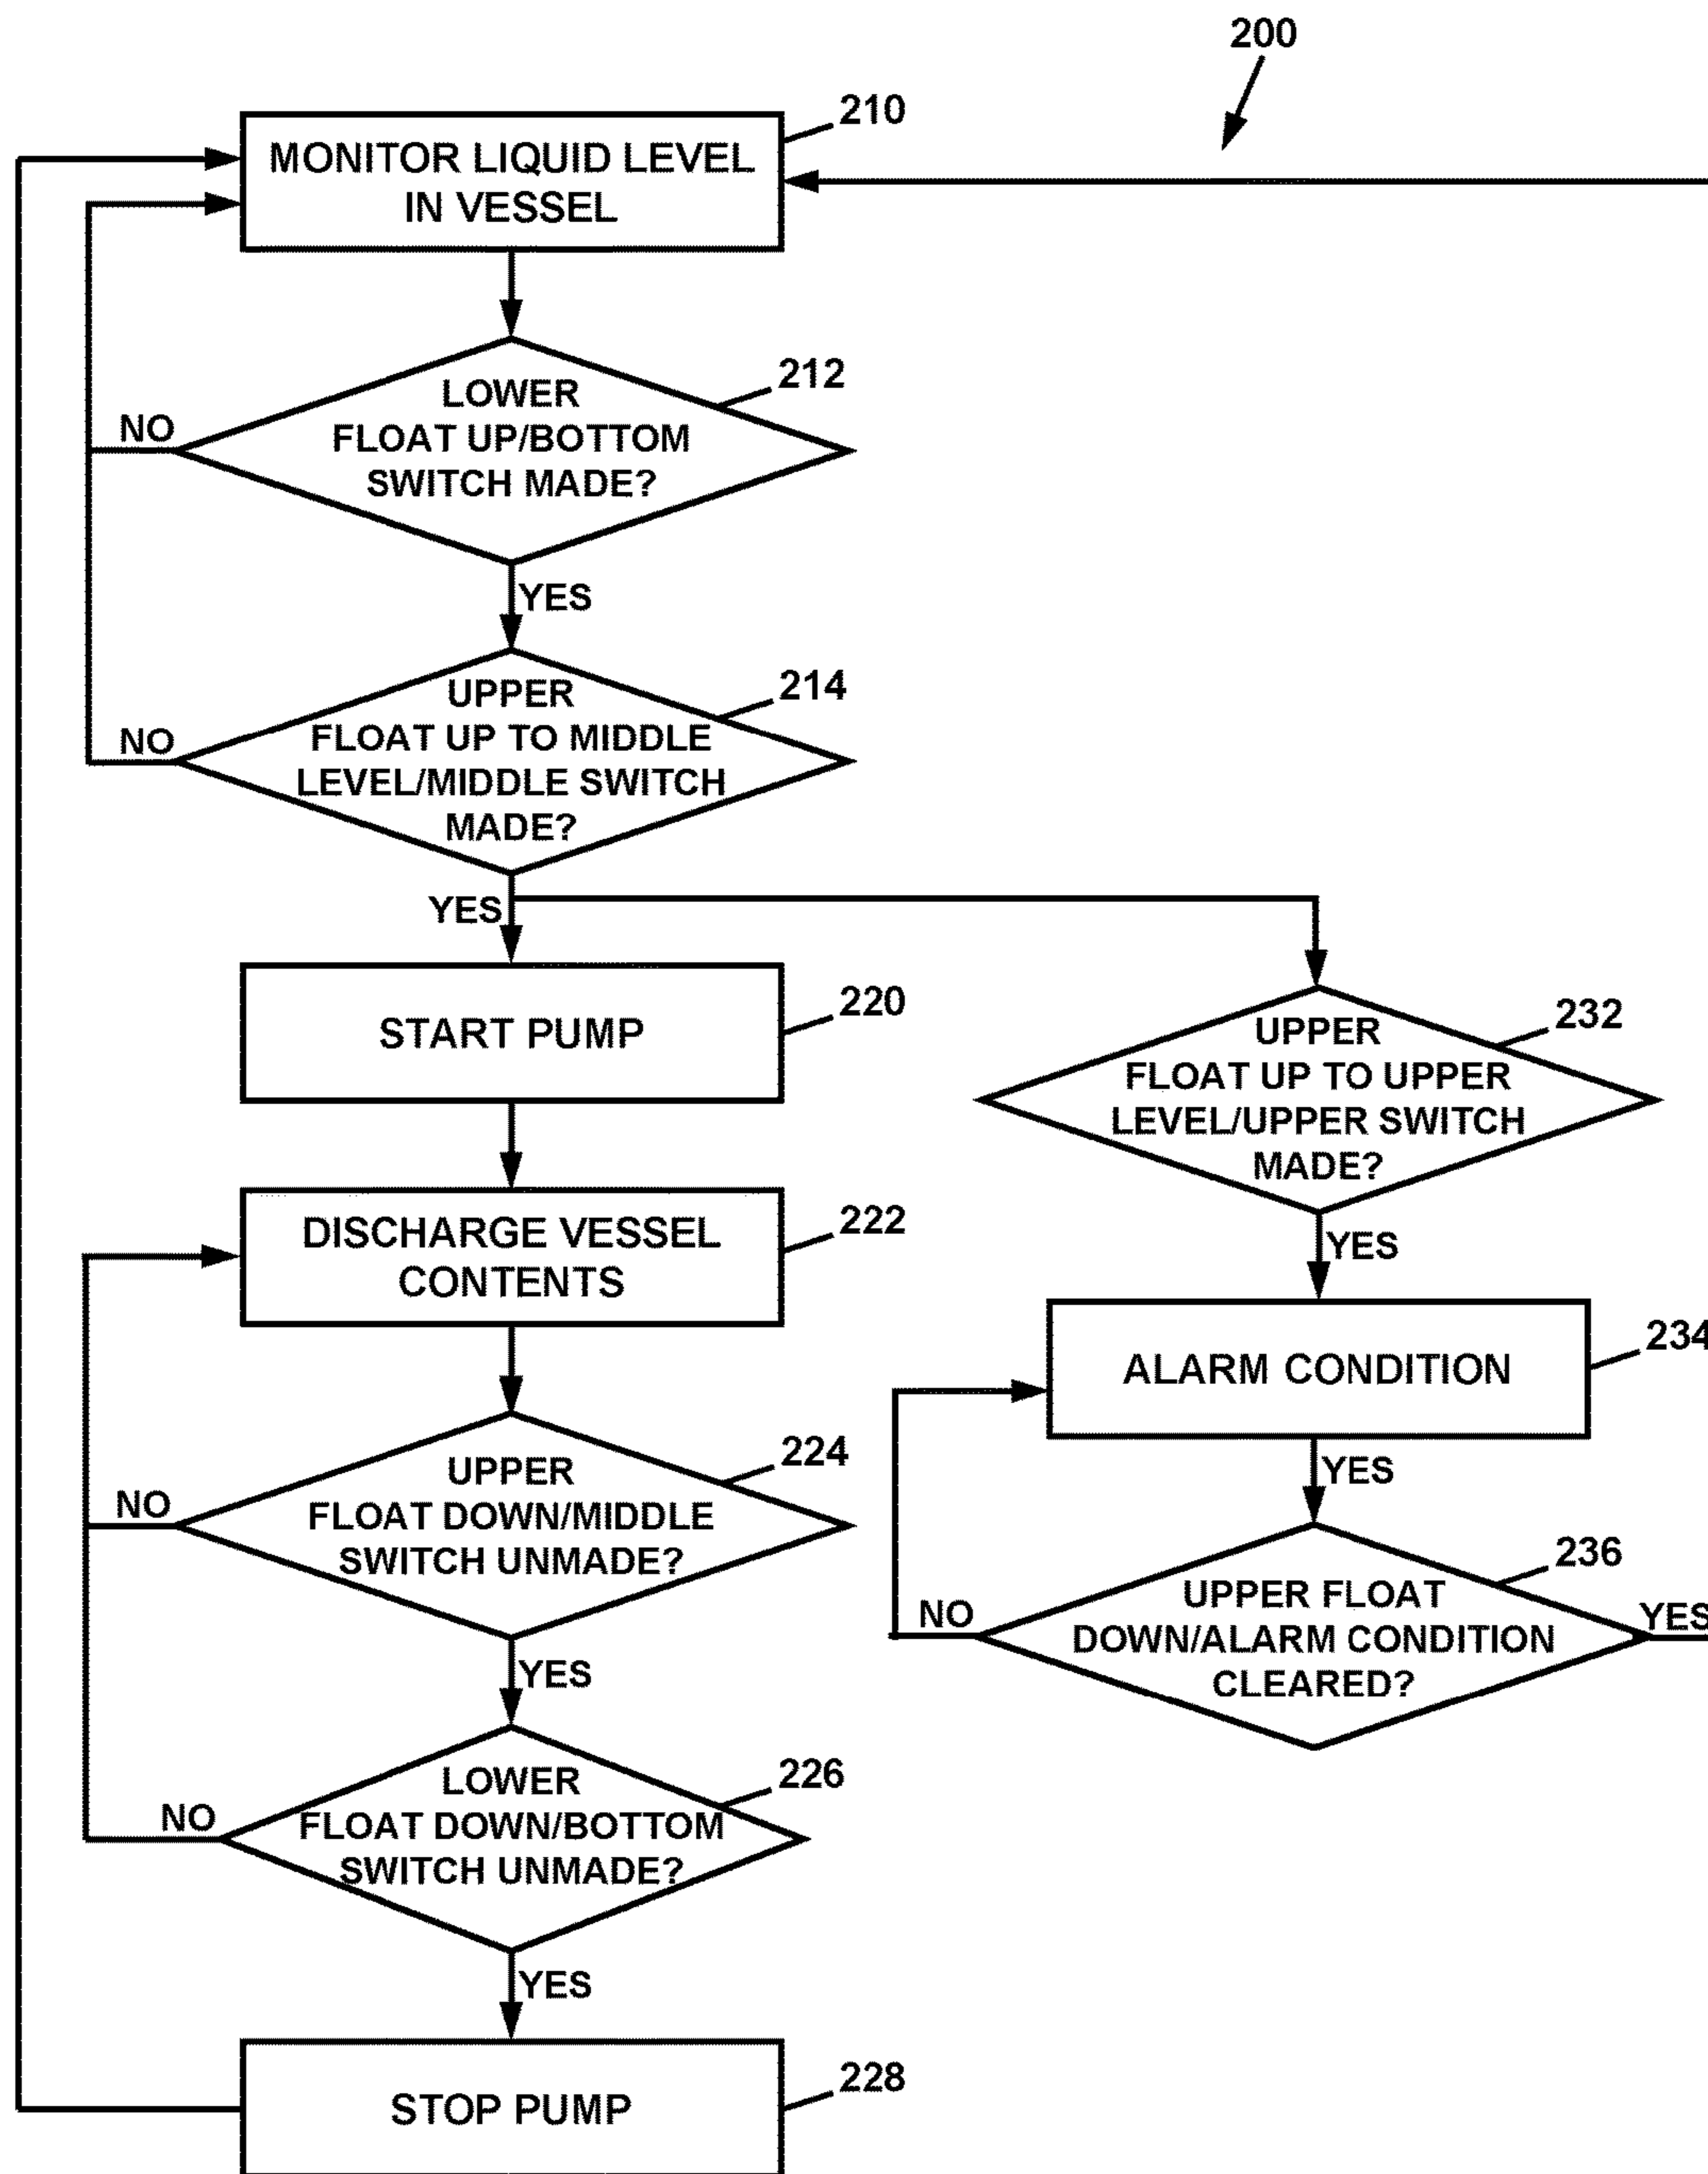 200
210
MONITOR LIQUID LEVEL
IN VESSEL
212
LOWER
FLOAT UP/BOTTOM
SWITCH MADE?
NO
YES
214
UPPER
FLOAT UP TO MIDDLE
LEVEL/MIDDLE SWITCH
MADE?
NO
YES
220
START PUMP
232
UPPER
FLOAT UP TO UPPER
LEVEL/UPPER SWITCH
MADE?
YES
222
DISCHARGE VESSEL
CONTENTS
234
ALARM CONDITION
YES
224
UPPER
FLOAT DOWN/MIDDLE
SWITCH UNMADE?
NO
YES
236
UPPER FLOAT
DOWN/ALARM CONDITION
CLEARED?
NO
YES
226
LOWER
FLOAT DOWN/BOTTOM
SWITCH UNMADE?
NO
YES
228
STOP PUMP